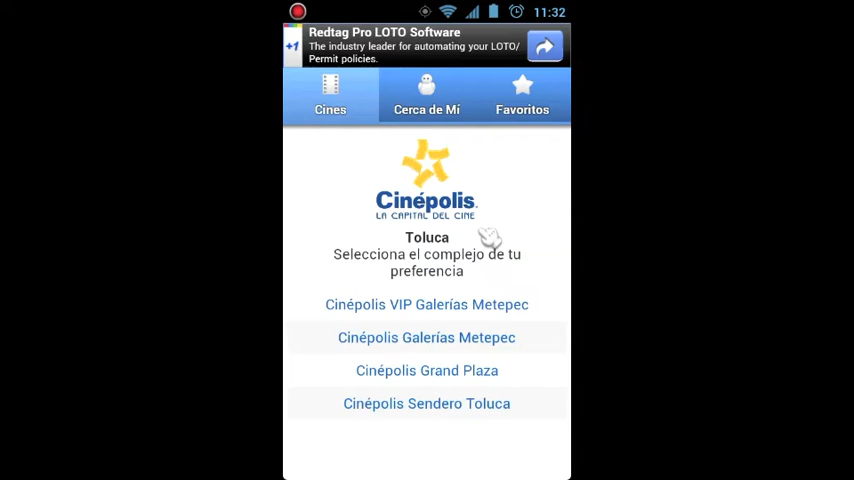 11:32
Redtag Pro LOTO Software
+1
The industry leader for automating your LOTO/
Permit policies.
Cines
Cerca de Mí
Favoritos
Cinépolis.
LA CAPITAL DEL CINE
Toluca
Selecciona el complejo de tu
preferencia
Cinépolis VIP Galerías Metepec
Cinépolis Galerías Metepec
Cinépolis Grand Plaza
Cinépolis Sendero Toluca